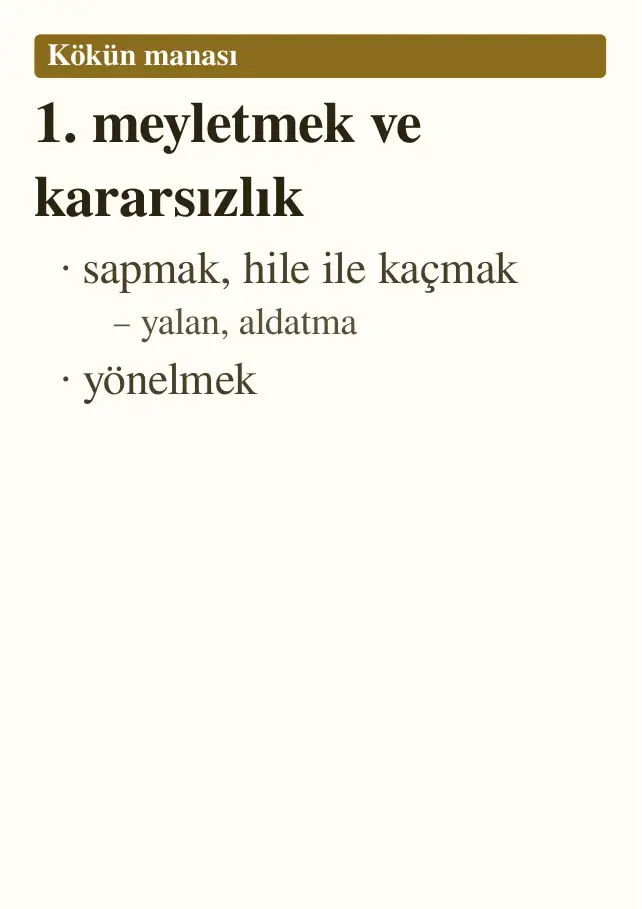 Kökün manası
1. meyletmek ve
kararsızlık
· sapmak, hile ile kaçmak
– yalan, aldatma
· yönelmek